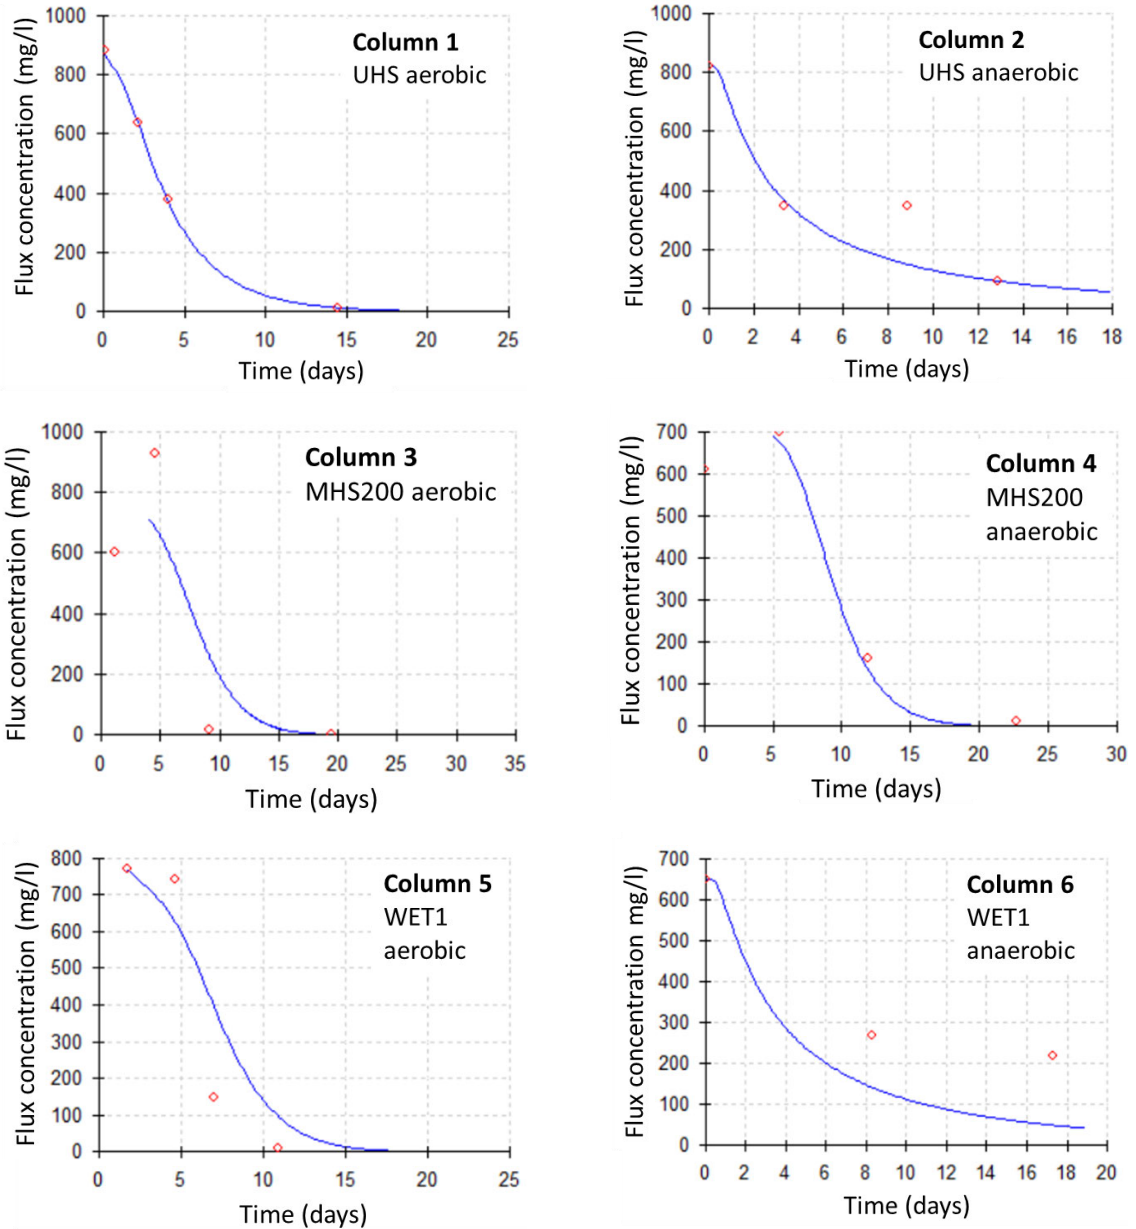 Column 1
UHS aerobic
Flux concentration (mg/l)
1000
800
600
400
200
0
0 5 10 15 20 25
Time (days)
Column 2
UHS anaerobic
Flux concentration (mg/l)
1000
800
600
400
200
0
0 2 4 6 8 10 12 14 16 18
Time (days)
Column 3
MHS200 aerobic
Flux concentration (mg/l)
1000
800
600
400
200
0
0 5 10 15 20 25 30 35
Time (days)
Column 4
MHS200
anaerobic
Flux concentration (mg/l)
700
600
500
400
300
200
100
0
0 5 10 15 20 25 30
Time (days)
Column 5
WET1
aerobic
Flux concentration (mg/l)
800
700
600
500
400
300
200
100
0
0 5 10 15 20 25
Time (days)
Column 6
WET1
anaerobic
Flux concentration mg/l)
700
600
500
400
300
200
100
0
0 2 4 6 8 10 12 14 16 18 20
Time (days)